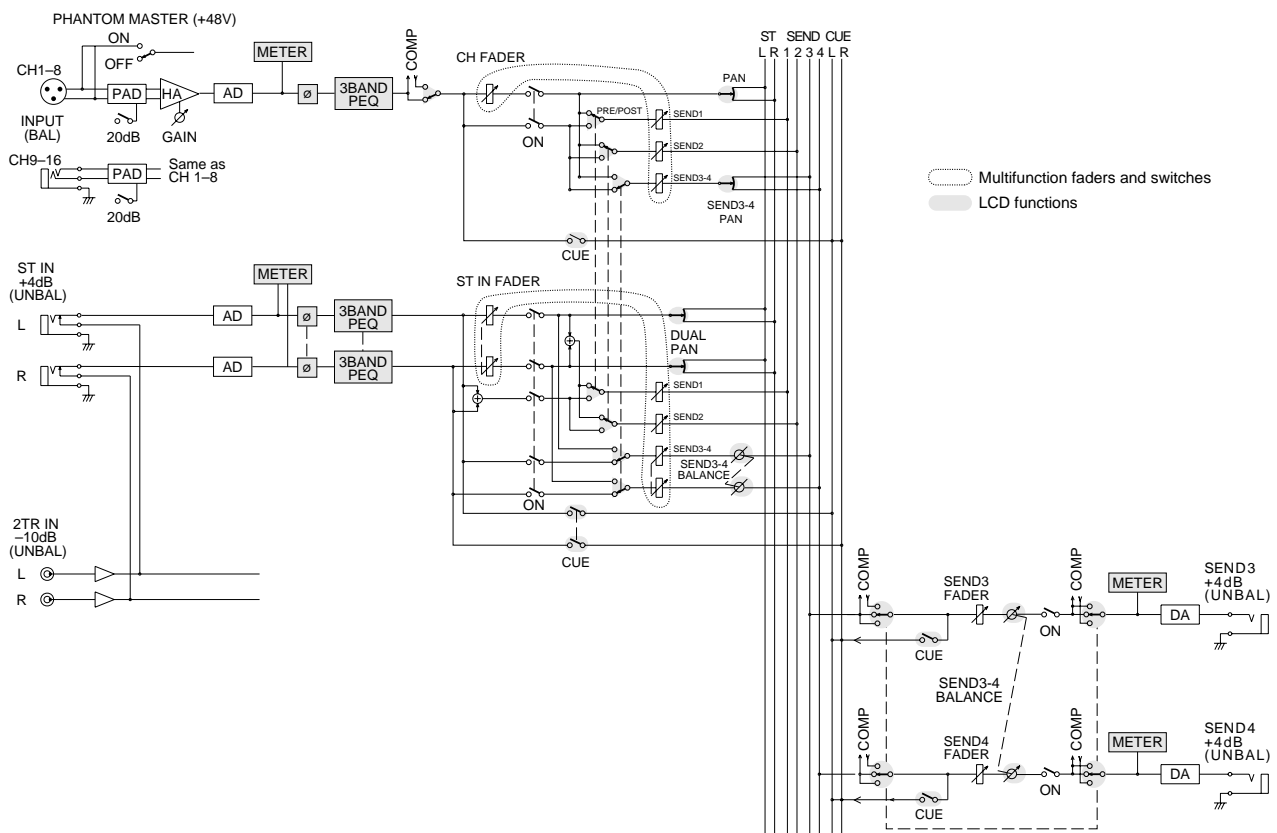 PHANTOM MASTER (+48V)
ON
OFF
CH1–8
INPUT
(BAL)
PAD
20dB
HA
GAIN
AD
METER
ø
3BAND
PEQ
COMP
CH FADER
ON
PRE/POST
SEND1
SEND2
SEND3-4
PAN
SEND3-4
PAN
CUE
ST SEND CUE
L R 1 2 3 4 L R
CH9–16
PAD
20dB
Same as
CH 1–8
Multifunction faders and switches
LCD functions
ST IN
+4dB
(UNBAL)
L
R
AD
AD
METER
ø
ø
3BAND
PEQ
3BAND
PEQ
ST IN FADER
ON
DUAL
PAN
SEND1
SEND2
SEND3-4
SEND3-4
BALANCE
CUE
2TR IN
–10dB
(UNBAL)
L
R
COMP
CUE
SEND3
FADER
ON
COMP
METER
DA
SEND3
+4dB
(UNBAL)
SEND3-4
BALANCE
COMP
CUE
SEND4
FADER
ON
COMP
METER
DA
SEND4
+4dB
(UNBAL)